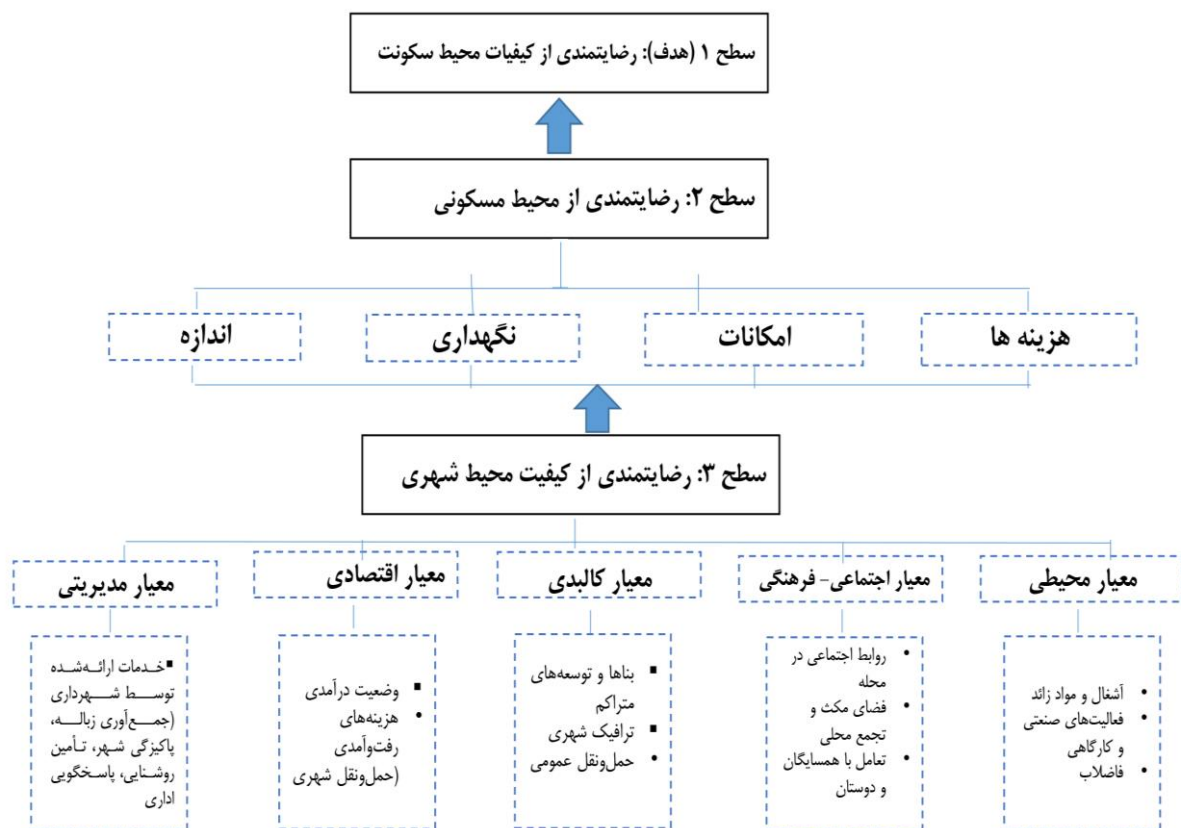 سطح ۱ (هدف): رضایتمندی از کیفیات محیط سکونت
سطح ۲: رضایتمندی از محیط مسکونی
هزینه ها
امکانات
نگهداری
اندازه
سطح ۳: رضایتمندی از کیفیت محیط شهری
معیار محیطی
معیار اجتماعی- فرهنگی
معیار کالبدی
معیار اقتصادی
معیار مدیریتی
• آشغال و مواد زائد
• فعالیت‌های صنعتی
و کارگاهی
• فاضلاب
• روابط اجتماعی در
محله
• فضای مکث و
تجمع محلی
• تعامل با همسایگان
و دوستان
▪ بناها و توسعه‌های
متراکم
▪ ترافیک شهری
• حمل‌ونقل عمومی
▪ وضعیت درآمدی
• هزینه‌های
رفت‌وآمدی
(حمل‌ونقل شهری
▪خدمات ارائه‌شده
توسط شهرداری
(جمع‌آوری زباله،
پاکیزگی شهر، تأمین
روشنایی، پاسخگویی
اداری